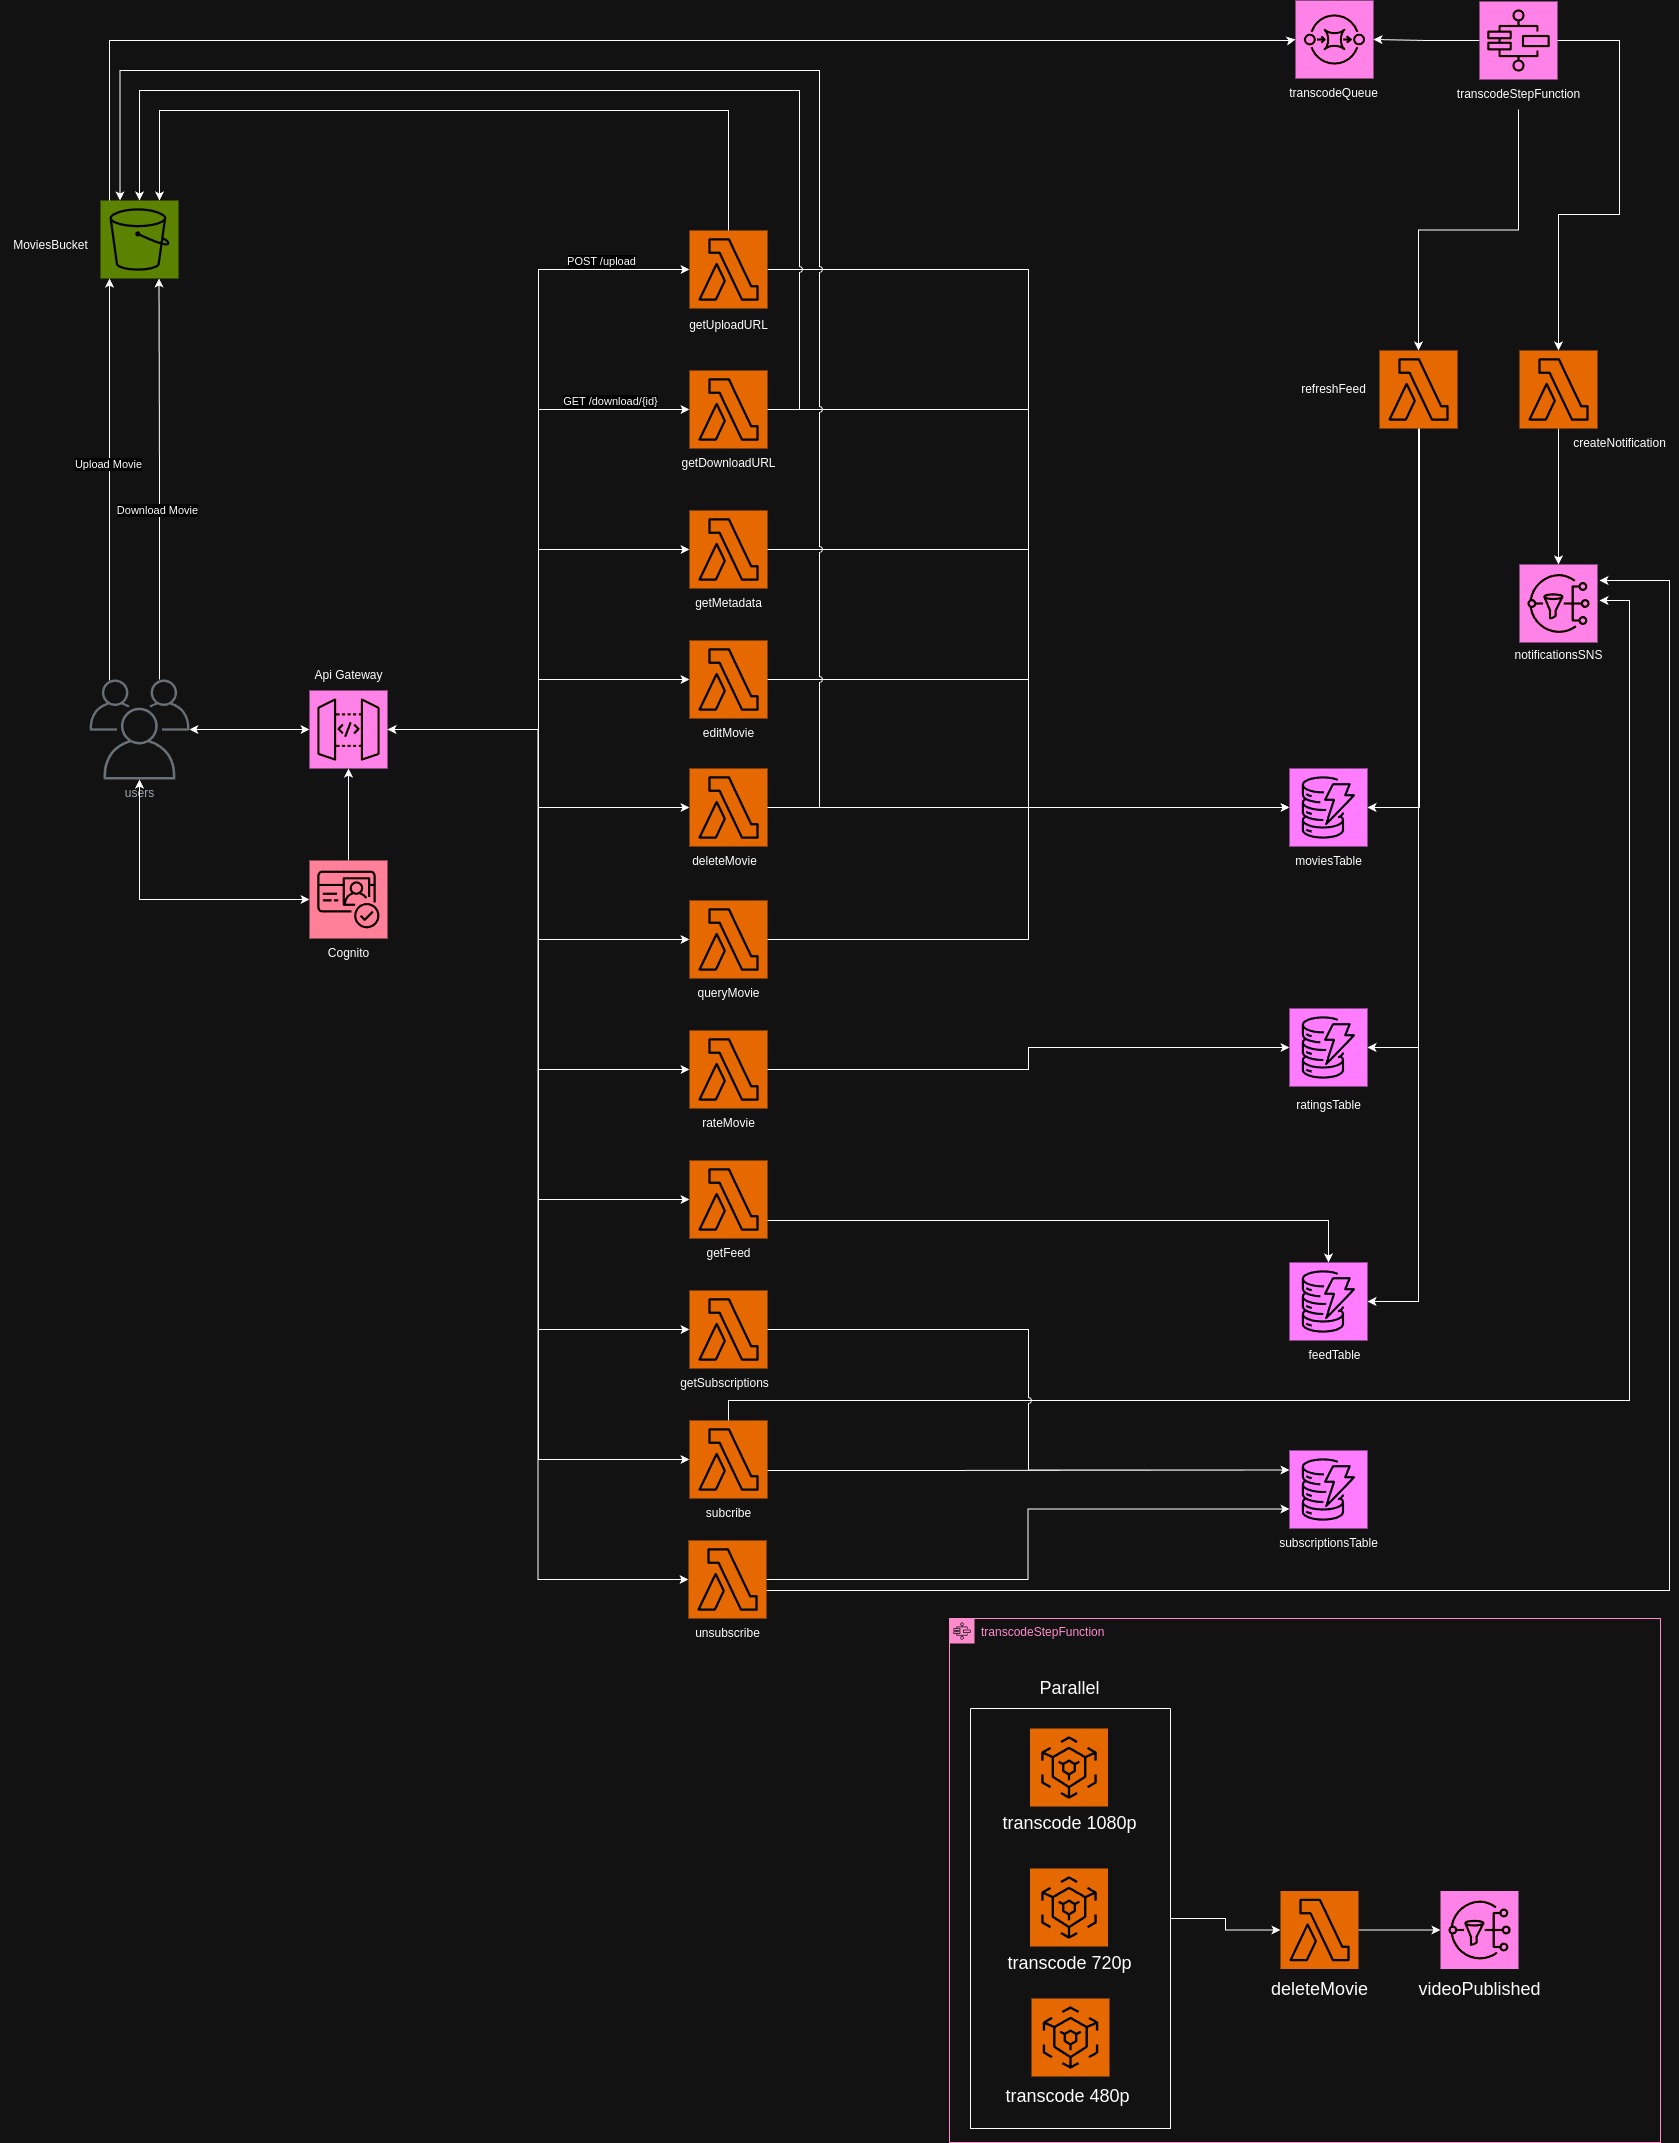 transcodeQueue
transcodeStepFunction
MoviesBucket
POST /upload
getUploadURL
GET /download/{id}
getDownloadURL
refreshFeed
createNotification
Upload Movie
Download Movie
getMetadata
notificationsSNS
Api Gateway
editMovie
users
deleteMovie
moviesTable
Cognito
queryMovie
ratingsTable
rateMovie
getFeed
feedTable
getSubscriptions
subcribe
subscriptionsTable
unsubscribe
transcodeStepFunction
Parallel
transcode 1080p
transcode 720p
deleteMovie
videoPublished
transcode 480p